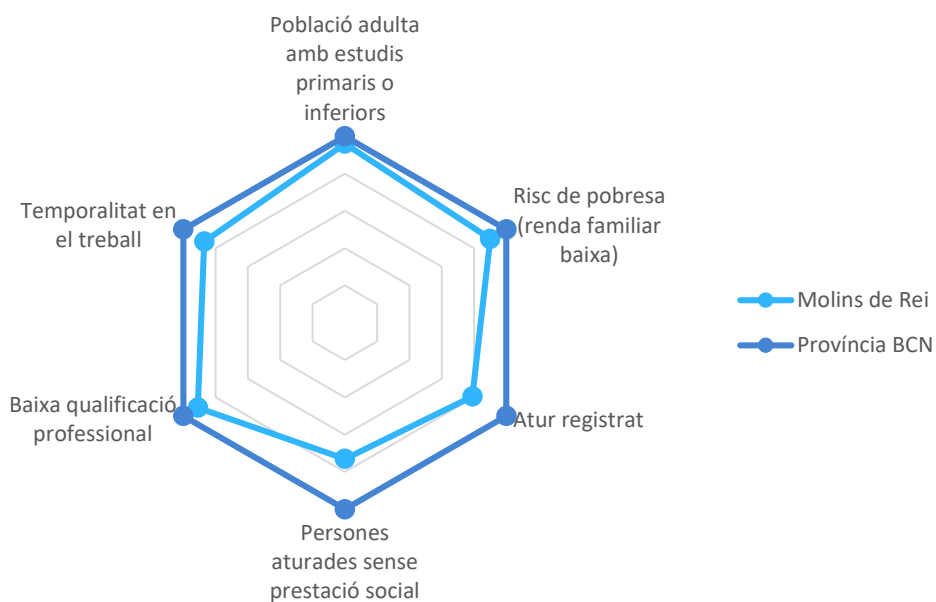 Població adulta
amb estudis
primaris o
inferiors
Risc de pobresa
(renda familiar
baixa)
Atur registrat
Persones
aturades sense
prestació social
Baixa qualificació
professional
Temporalitat en
el treball
Molins de Rei
Província BCN